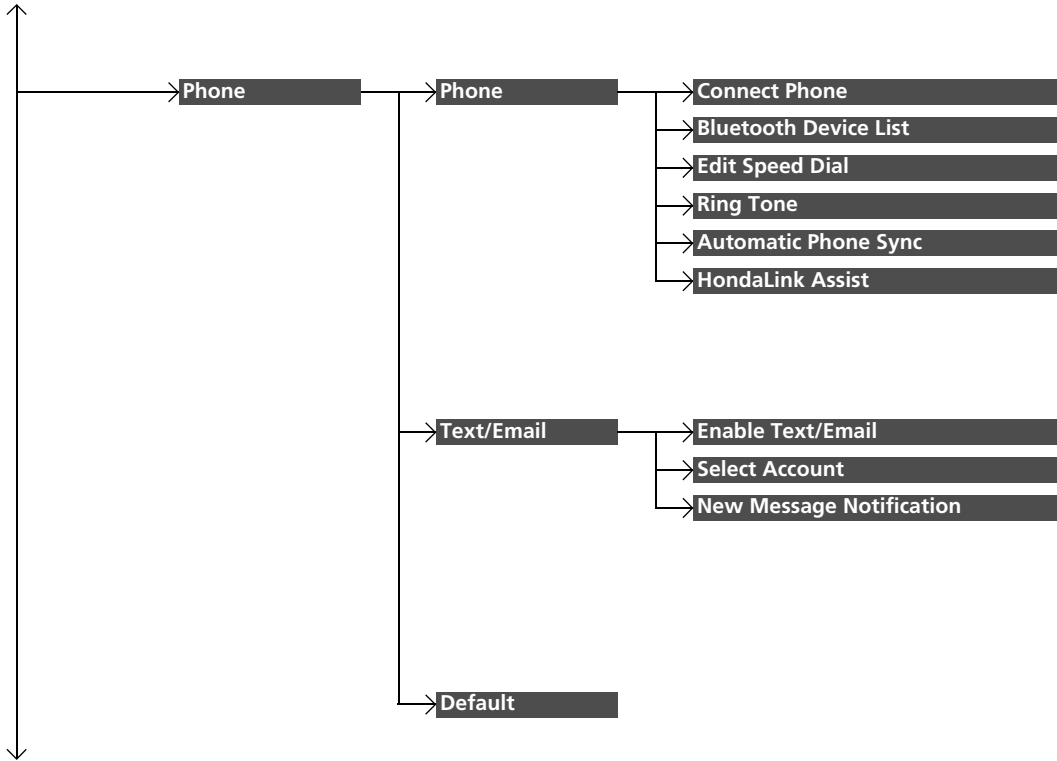 Phone
Phone
Connect Phone
Bluetooth Device List
Edit Speed Dial
Ring Tone
Automatic Phone Sync
HondaLink Assist
Text/Email
Enable Text/Email
Select Account
New Message Notification
Default